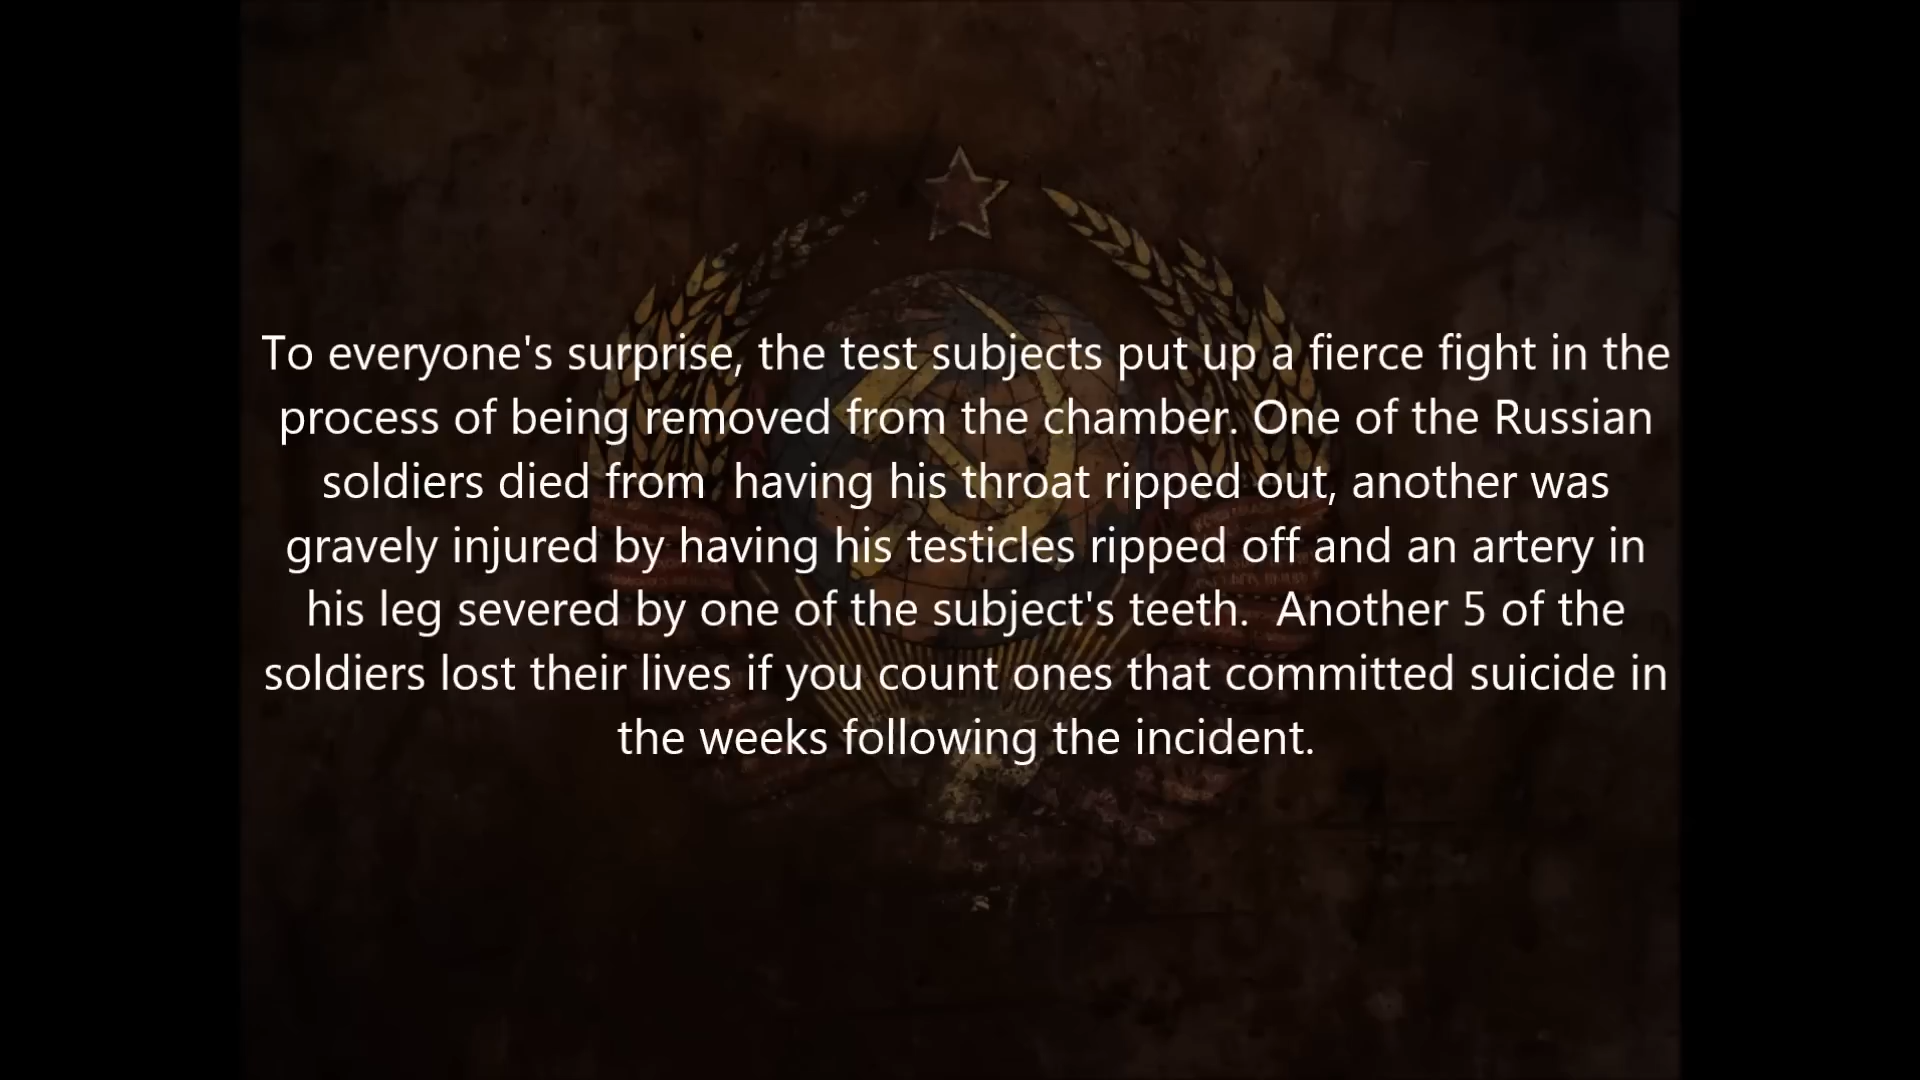 To everyone's surprise, the test subjects put up a fierce fight in the
process of being removed from the chamber. One of the Russian
soldiers died from  having his throat ripped out, another was
gravely injured by having his testicles ripped off and an artery in
his leg severed by one of the subject's teeth.  Another 5 of the
soldiers lost their lives if you count ones that committed suicide in
the weeks following the incident.